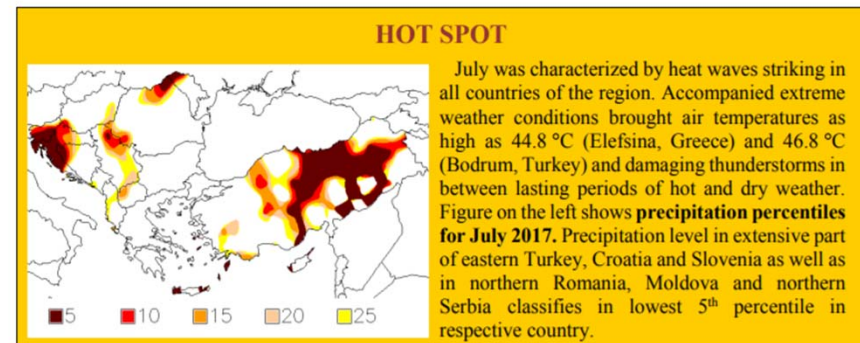 HOT SPOT
July was characterized by heat waves striking in
all countries of the region. Accompanied extreme
weather conditions brought air temperatures as
high as 44.8 °C (Elefsina, Greece) and 46.8 °C
(Bodrum, Turkey) and damaging thunderstorms in
between lasting periods of hot and dry weather.
Figure on the left shows precipitation percentiles
for July 2017. Precipitation level in extensive part
of eastern Turkey, Croatia and Slovenia as well as
in northern Romania, Moldova and northern
Serbia classifies in lowest 5th percentile in
respective country.
5 10 15 20 25